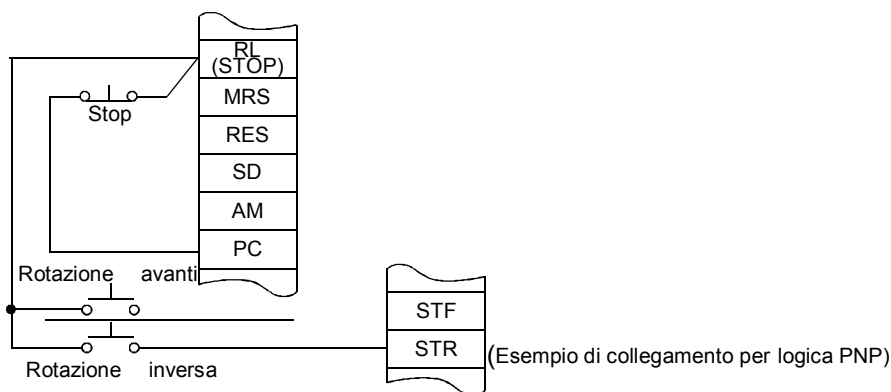 RL
(STOP)
MRS
Stop
RES
SD
AM
PC
Rotazione avanti
STF
STR
(Esempio di collegamento per logica PNP)
Rotazione inversa